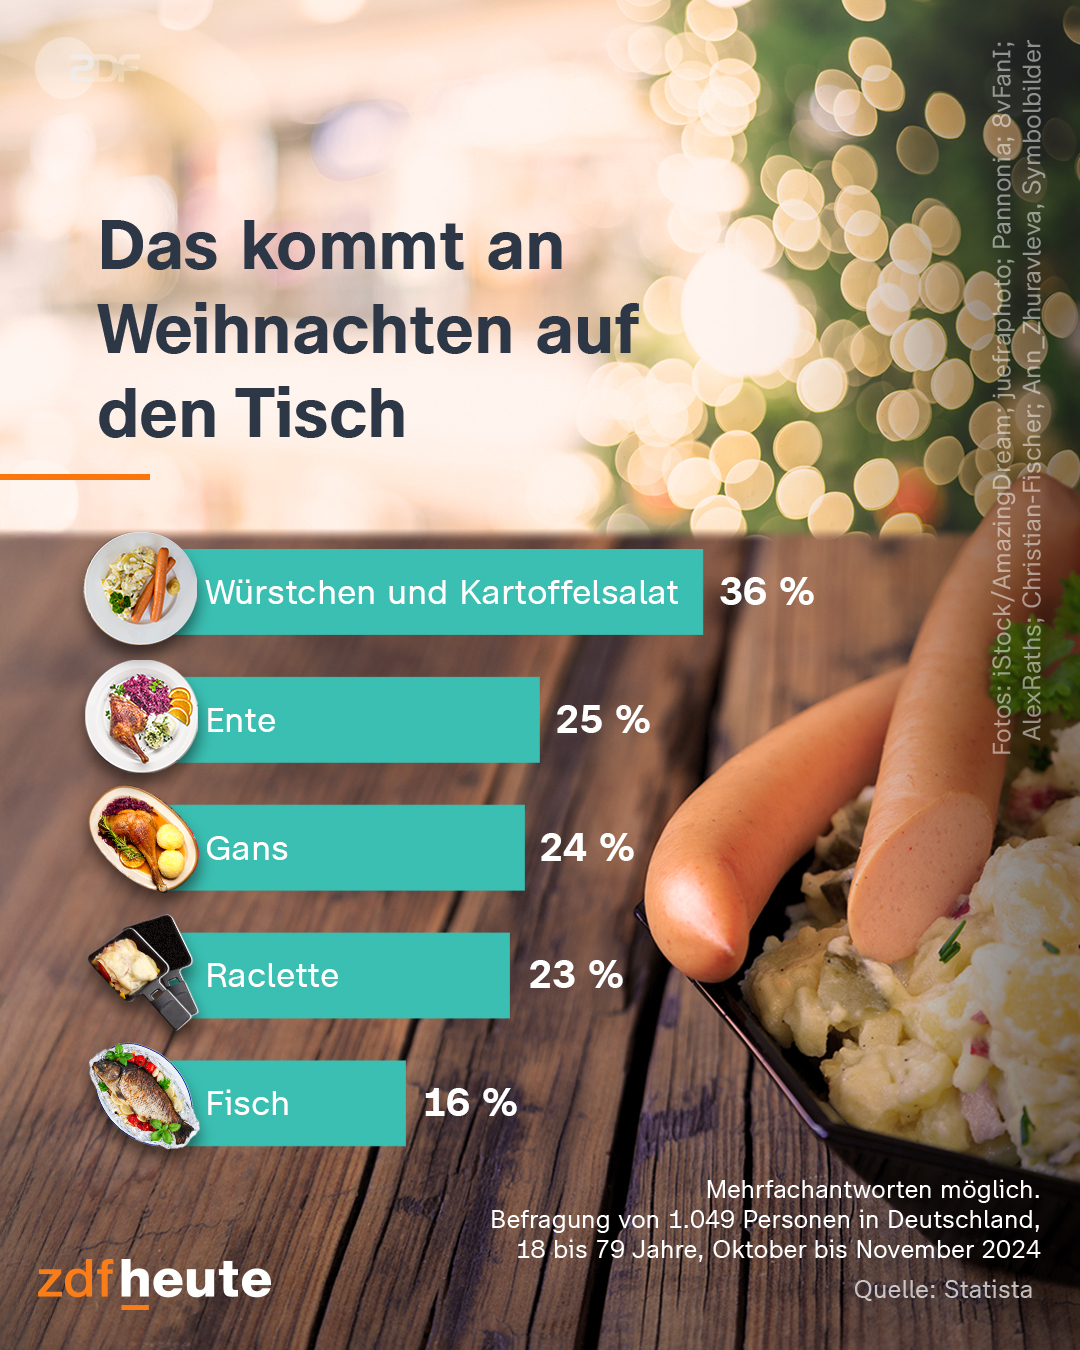 ZDF
Das kommt an
Weihnachten auf
den Tisch
Würstchen und Kartoffelsalat 36 %
Ente 25 %
Gans 24 %
Raclette 23 %
Fisch 16 %
Mehrfachantworten möglich.
Befragung von 1.049 Personen in Deutschland,
18 bis 79 Jahre, Oktober bis November 2024
Quelle: Statista
zdfheute
Fotos: iStock/AmazingDream; juefraphoto; Pannonia; 8vFanI;
AlexRaths; Christian-Fischer; Ann_Zhuravleva, Symbolbilder